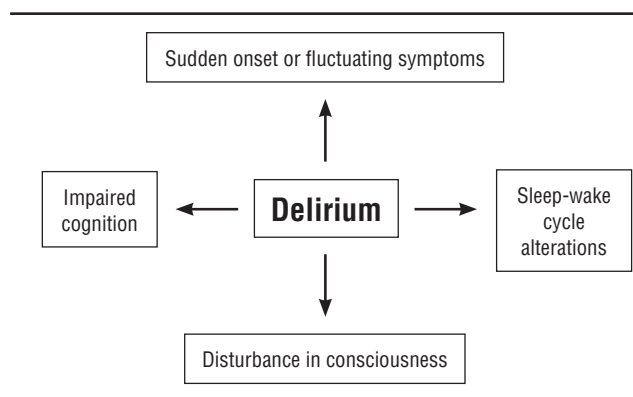 Sudden onset or fluctuating symptoms
Impaired
cognition
Delirium
Sleep-wake
cycle
alterations
Disturbance in consciousness